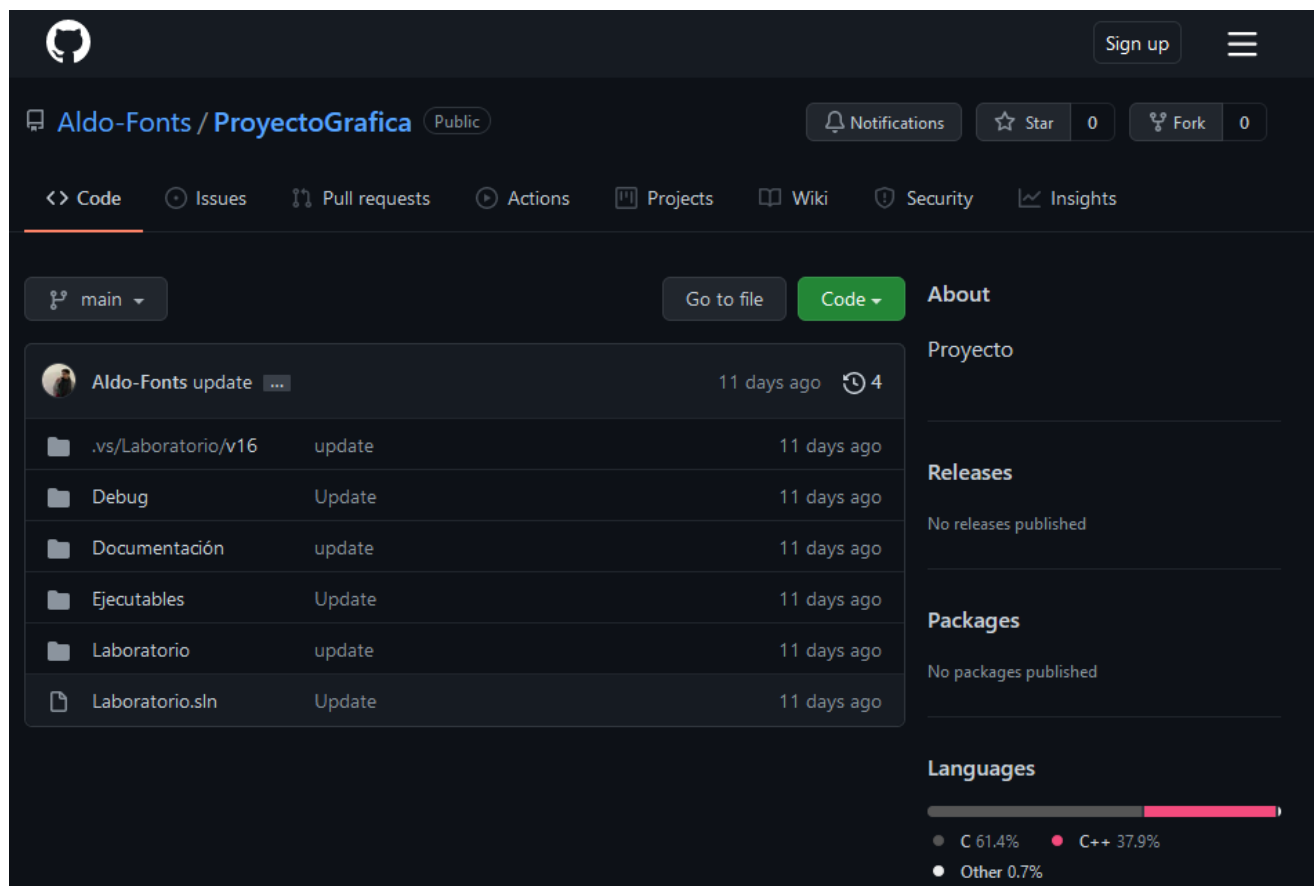 Sign up
Aldo-Fonts / ProyectoGrafica Public
Notifications Star 0 Fork 0
<> Code Issues Pull requests Actions Projects Wiki Security Insights
main Go to file Code
Aldo-Fonts update ... 11 days ago 4
.vs/Laboratorio/v16 update 11 days ago
Debug Update 11 days ago
Documentación update 11 days ago
Ejecutables Update 11 days ago
Laboratorio update 11 days ago
Laboratorio.sln Update 11 days ago
About
Proyecto
Releases
No releases published
Packages
No packages published
Languages
C 61.4% C++ 37.9%
Other 0.7%